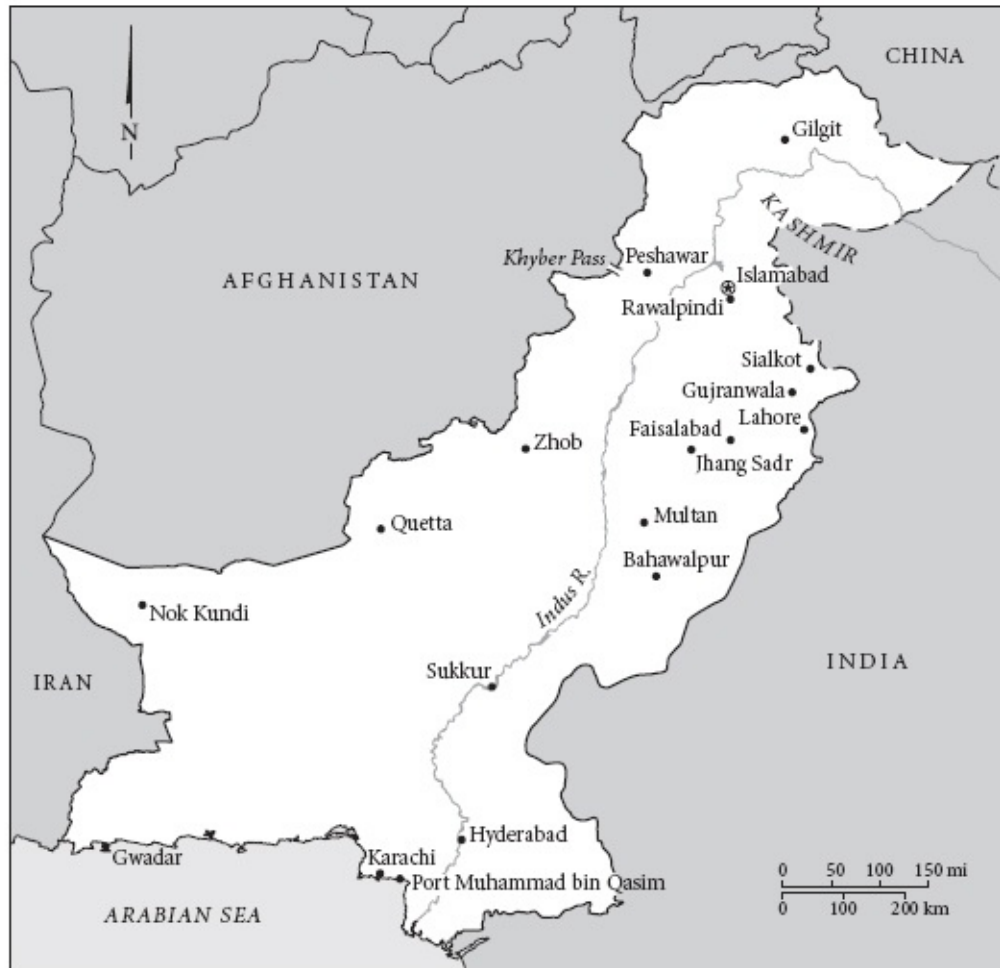 CHINA
Gilgit
N
KASHMIR
Khyber Pass
Peshawar
AFGHANISTAN
Islamabad
Rawalpindi
Sialkot
Gujranwala
Lahore
Faisalabad
Zhob
Jhang Sadr
Multan
Quetta
Bahawalpur
Indus R.
Nok Kundi
INDIA
Sukkur
IRAN
Hyderabad
Gwadar
Karachi
Port Muhammad bin Qasim
0 50 100 150 mi
0 100 200 km
ARABIAN SEA